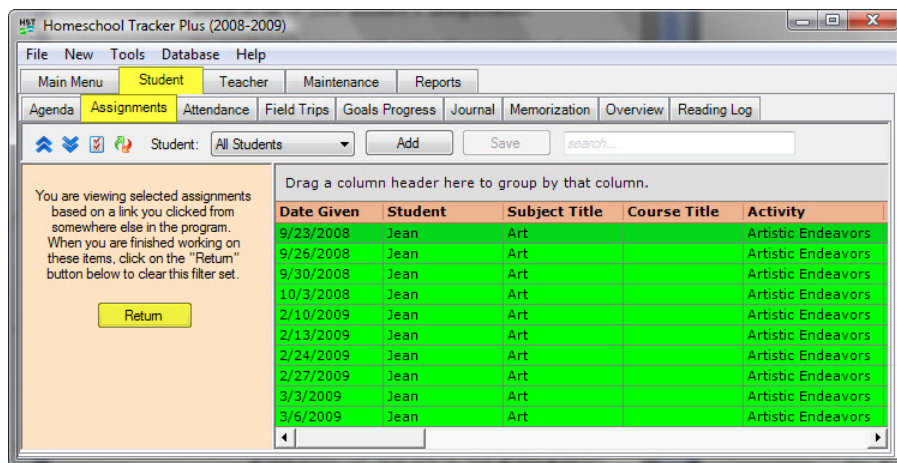 HST Homeschool Tracker Plus (2008-2009)
File New Tools Database Help
Main Menu Student Teacher Maintenance Reports
Agenda Assignments Attendance Field Trips Goals Progress Journal Memorization Overview Reading Log
Student: All Students Add Save search...
You are viewing selected assignments
based on a link you clicked from
somewhere else in the program.
When you are finished working on
these items, click on the "Return"
button below to clear this filter set.
Return
Drag a column header here to group by that column.
Date Given Student Subject Title Course Title Activity
9/23/2008 Jean Art Artistic Endeavors
9/26/2008 Jean Art Artistic Endeavors
9/30/2008 Jean Art Artistic Endeavors
10/3/2008 Jean Art Artistic Endeavors
2/10/2009 Jean Art Artistic Endeavors
2/13/2009 Jean Art Artistic Endeavors
2/24/2009 Jean Art Artistic Endeavors
2/27/2009 Jean Art Artistic Endeavors
3/3/2009 Jean Art Artistic Endeavors
3/6/2009 Jean Art Artistic Endeavors